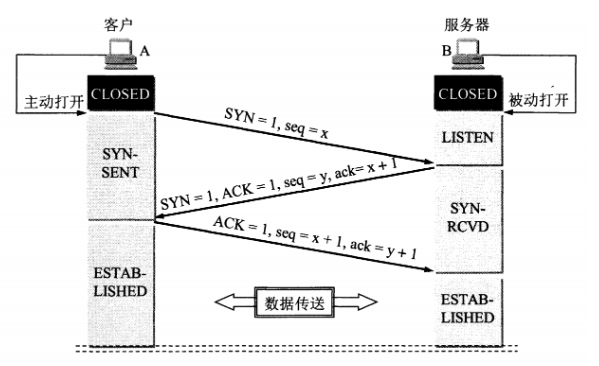 客户
服务器
A
B
CLOSED
CLOSED
主动打开
被动打开
SYN = 1, seq = x
LISTEN
SYN-
SENT
SYN = 1, ACK = 1, seq = y, ack= x + 1
SYN-
RCVD
ACK = 1, seq = x + 1, ack = y + 1
ESTAB-
LISHED
数据传送
ESTAB-
LISHED